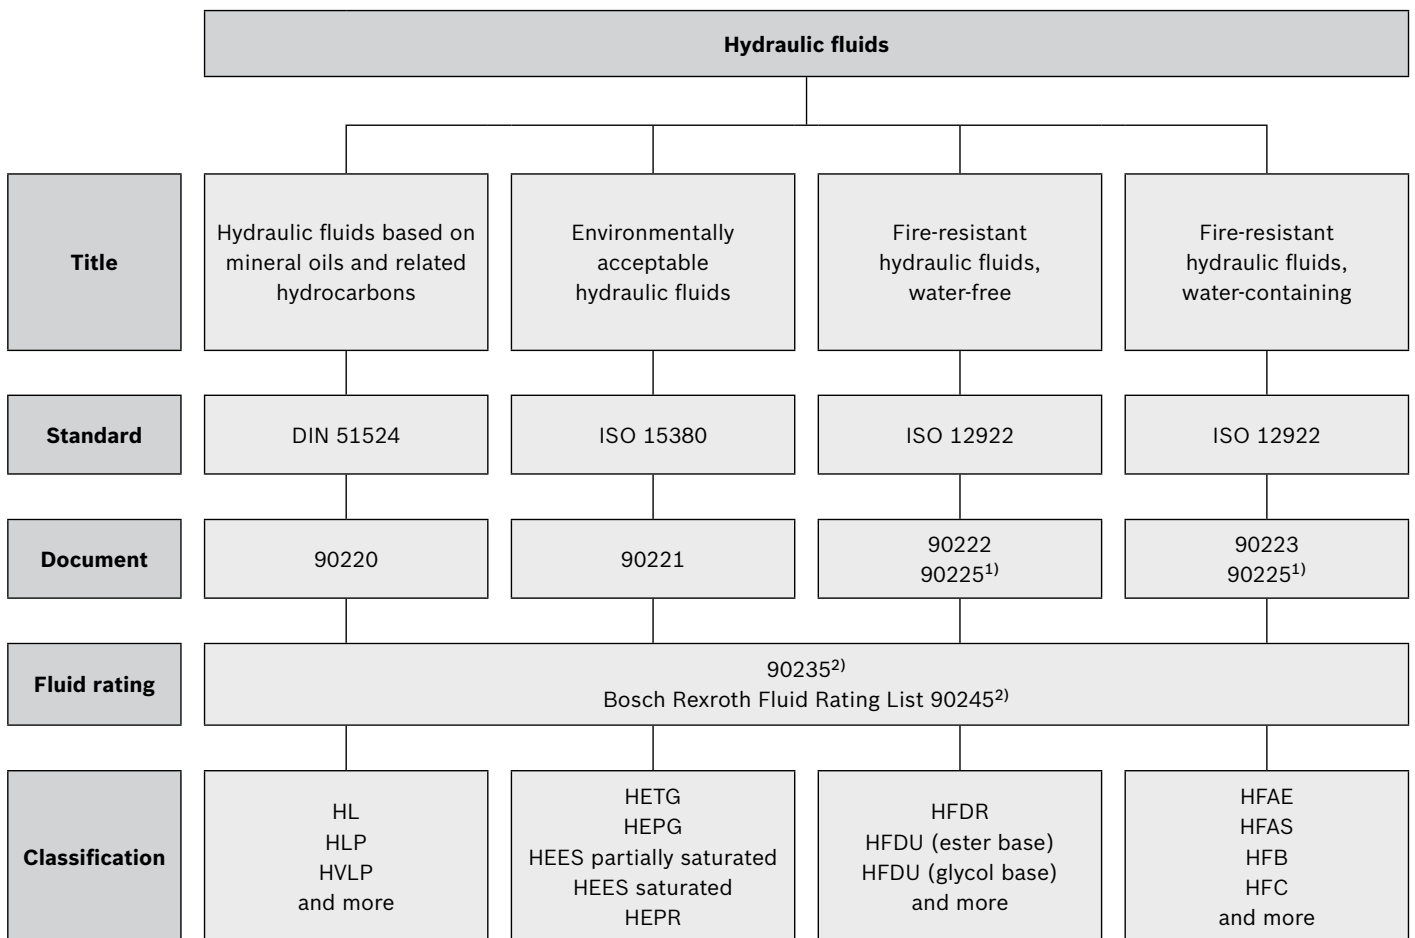 Hydraulic fluids
Title
Hydraulic fluids based on
mineral oils and related
hydrocarbons
Environmentally
acceptable
hydraulic fluids
Fire-resistant
hydraulic fluids,
water-free
Fire-resistant
hydraulic fluids,
water-containing
Standard
DIN 51524
ISO 15380
ISO 12922
ISO 12922
Document
90220
90221
90222
90225¹⁾
90223
90225¹⁾
Fluid rating
90235²⁾
Bosch Rexroth Fluid Rating List 90245²⁾
Classification
HL
HLP
HVLP
and more
HETG
HEPG
HEES partially saturated
HEES saturated
HEPR
HFDR
HFDU (ester base)
HFDU (glycol base)
and more
HFAE
HFAS
HFB
HFC
and more